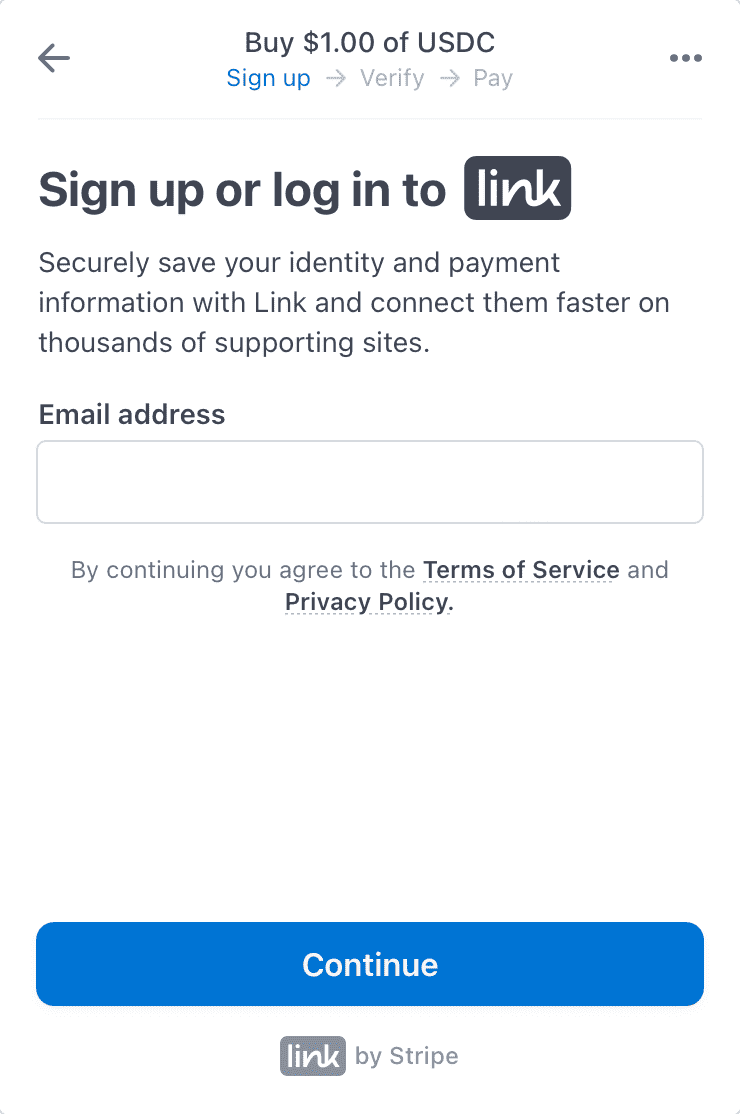 Buy $1.00 of USDC
Sign up → Verify → Pay
Sign up or log in to link
Securely save your identity and payment
information with Link and connect them faster on
thousands of supporting sites.
Email address
By continuing you agree to the Terms of Service and
Privacy Policy.
Continue
link by Stripe